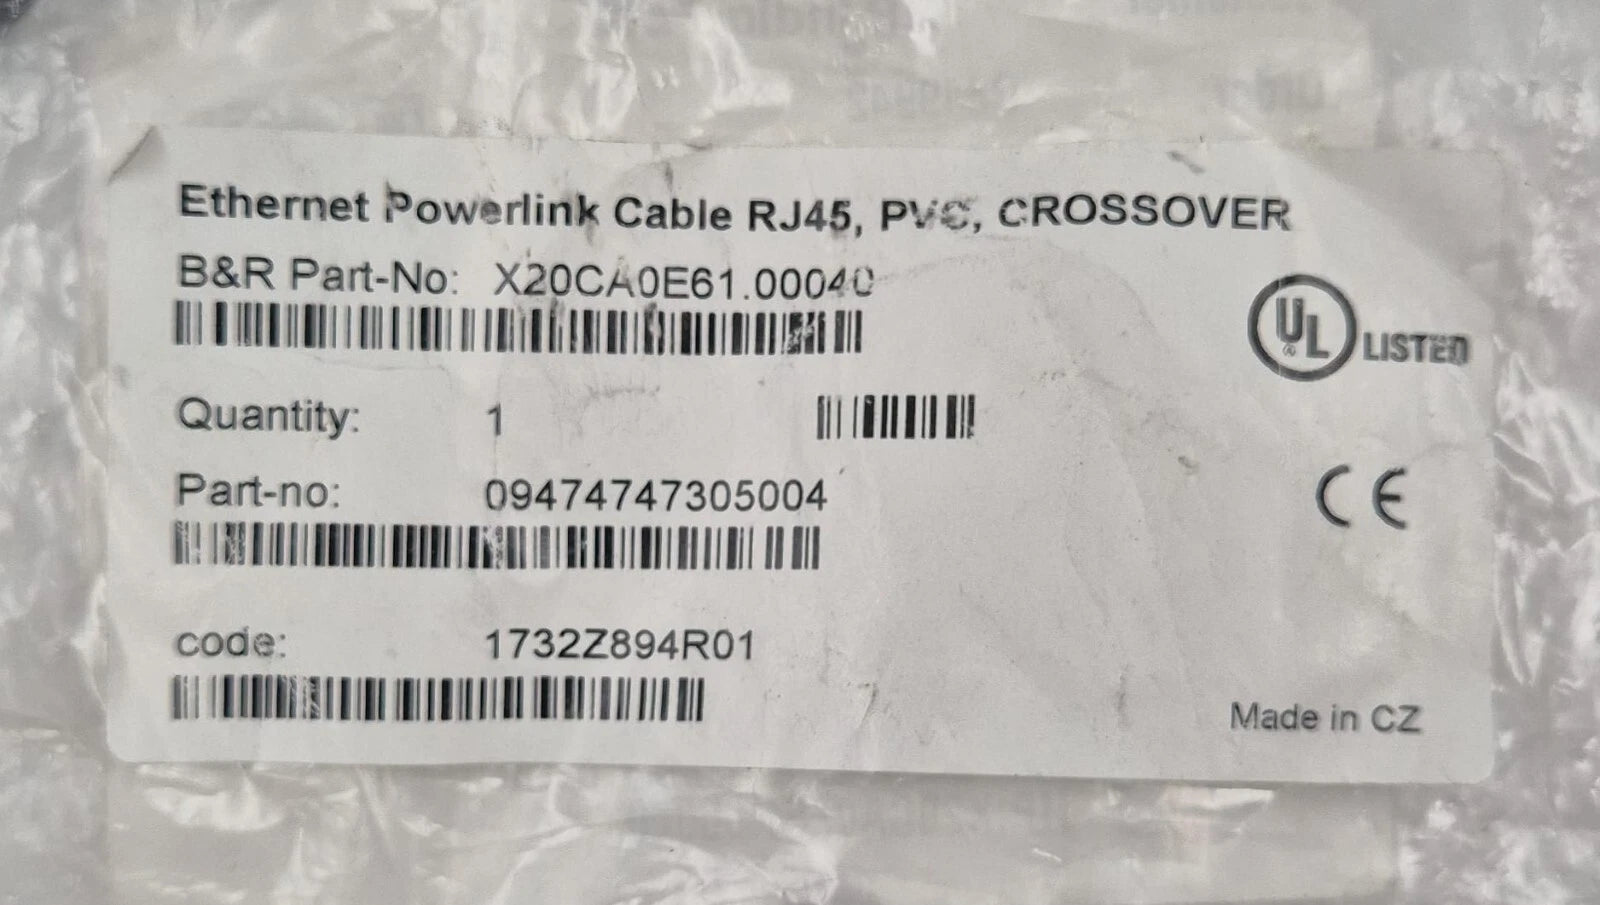 Ethernet Powerlink Cable RJ45, PVC, CROSSOVER
B&R Part-No: X20CA0E61.00040
UL ® LISTED
Quantity: 1
Part-no: 09474747305004
CE
code: 1732Z894R01
Made in CZ